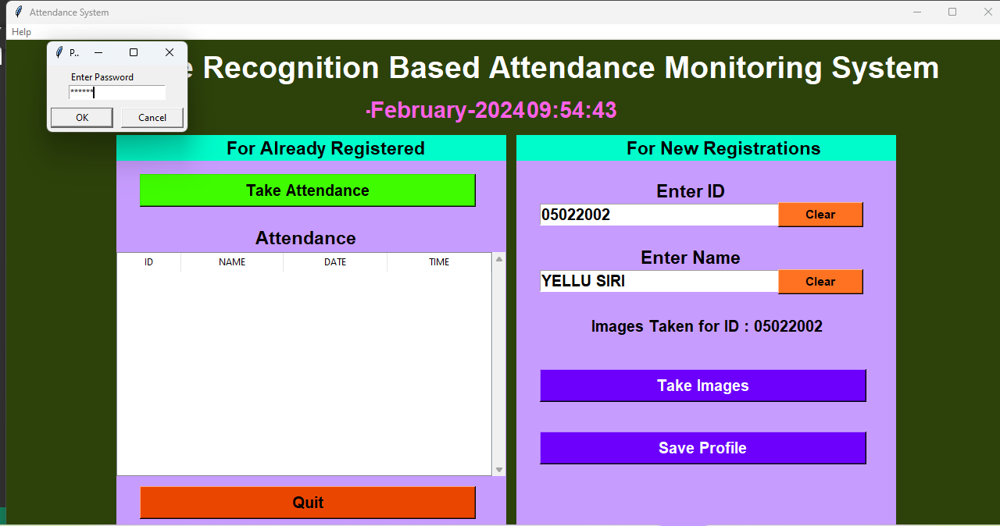 Attendance System
Help
P..
Enter Password
******
OK
Cancel
Recognition Based Attendance Monitoring System
-February-2024 09:54:43
For Already Registered
Take Attendance
Attendance
ID NAME DATE TIME
Quit
For New Registrations
Enter ID
05022002 Clear
Enter Name
YELLU SIRI Clear
Images Taken for ID : 05022002
Take Images
Save Profile